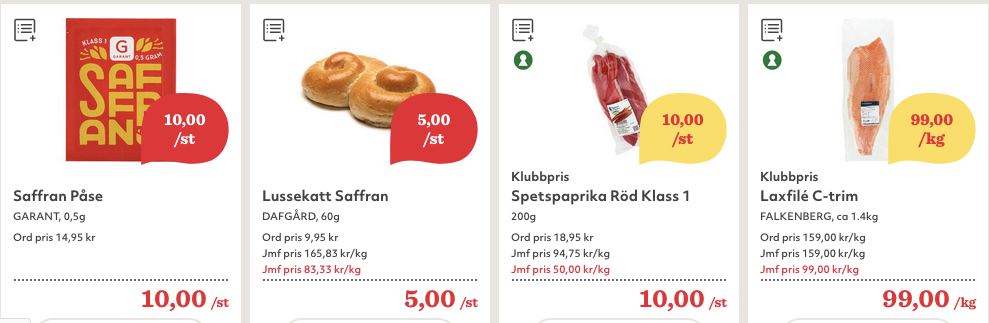 KLASS 1
G
GARANT
0,5 GRAM
SAF
FR
AN
10,00
/st
Saffran Påse
GARANT, 0,5g
Ord pris 14,95 kr
10,00 /st
5,00
/st
Lussekatt Saffran
DAFGÅRD, 60g
Ord pris 9,95 kr
Jmf pris 165,83 kr/kg
Jmf pris 83,33 kr/kg
5,00 /st
10,00
/st
Klubbpris
Spetspaprika Röd Klass 1
200g
Ord pris 18,95 kr
Jmf pris 94,75 kr/kg
Jmf pris 50,00 kr/kg
10,00 /st
99,00
/kg
Klubbpris
Laxfilé C-trim
FALKENBERG, ca 1.4kg
Ord pris 159,00 kr/kg
Jmf pris 159,00 kr/kg
Jmf pris 99,00 kr/kg
99,00 /kg